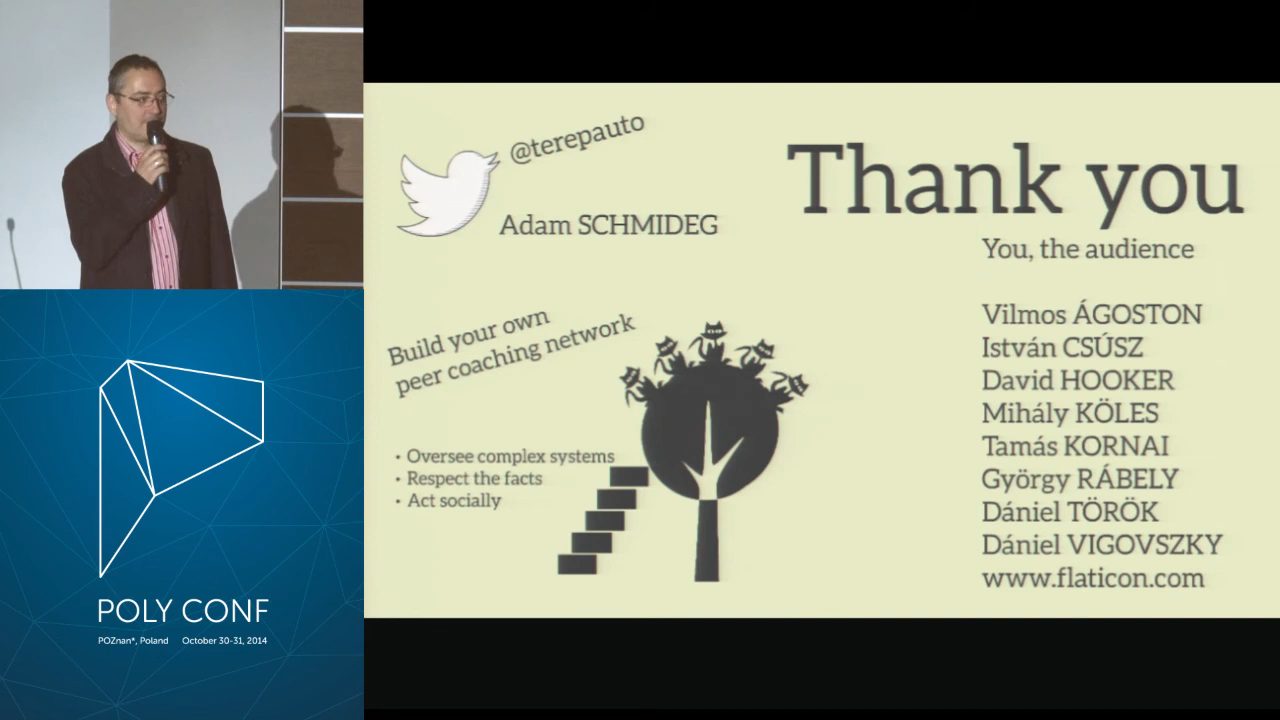 @terepauto
Adam SCHMIDEG
Thank you
You, the audience
Build your own
peer coaching network
• Oversee complex systems
• Respect the facts
• Act socially
Vilmos ÁGOSTON
István CSÚSZ
David HOOKER
Mihály KÖLES
Tamás KORNAI
György RÁBELY
Dániel TÖRÖK
Dániel VIGOVSZKY
www.flaticon.com
POLY CONF
POZnan*, Poland October 30-31, 2014